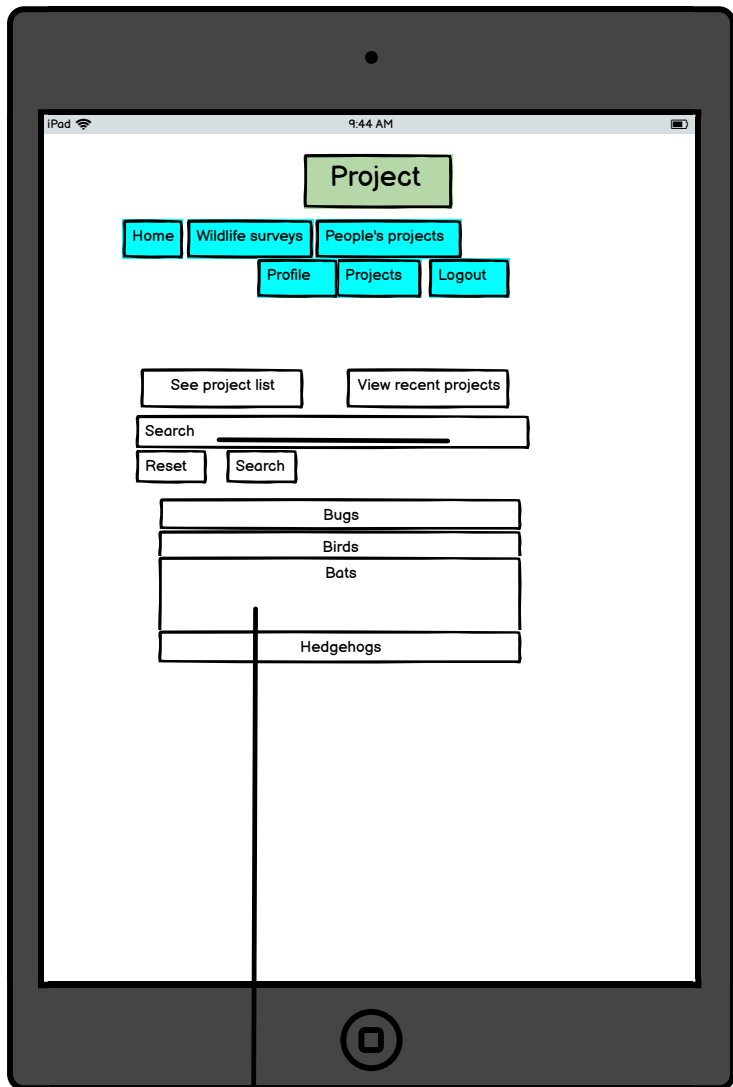 iPad 9:44 AM
Project
Home Wildlife surveys People's projects
Profile Projects Logout
See project list View recent projects
Search
Reset Search
Bugs
Birds
Bats
Hedgehogs